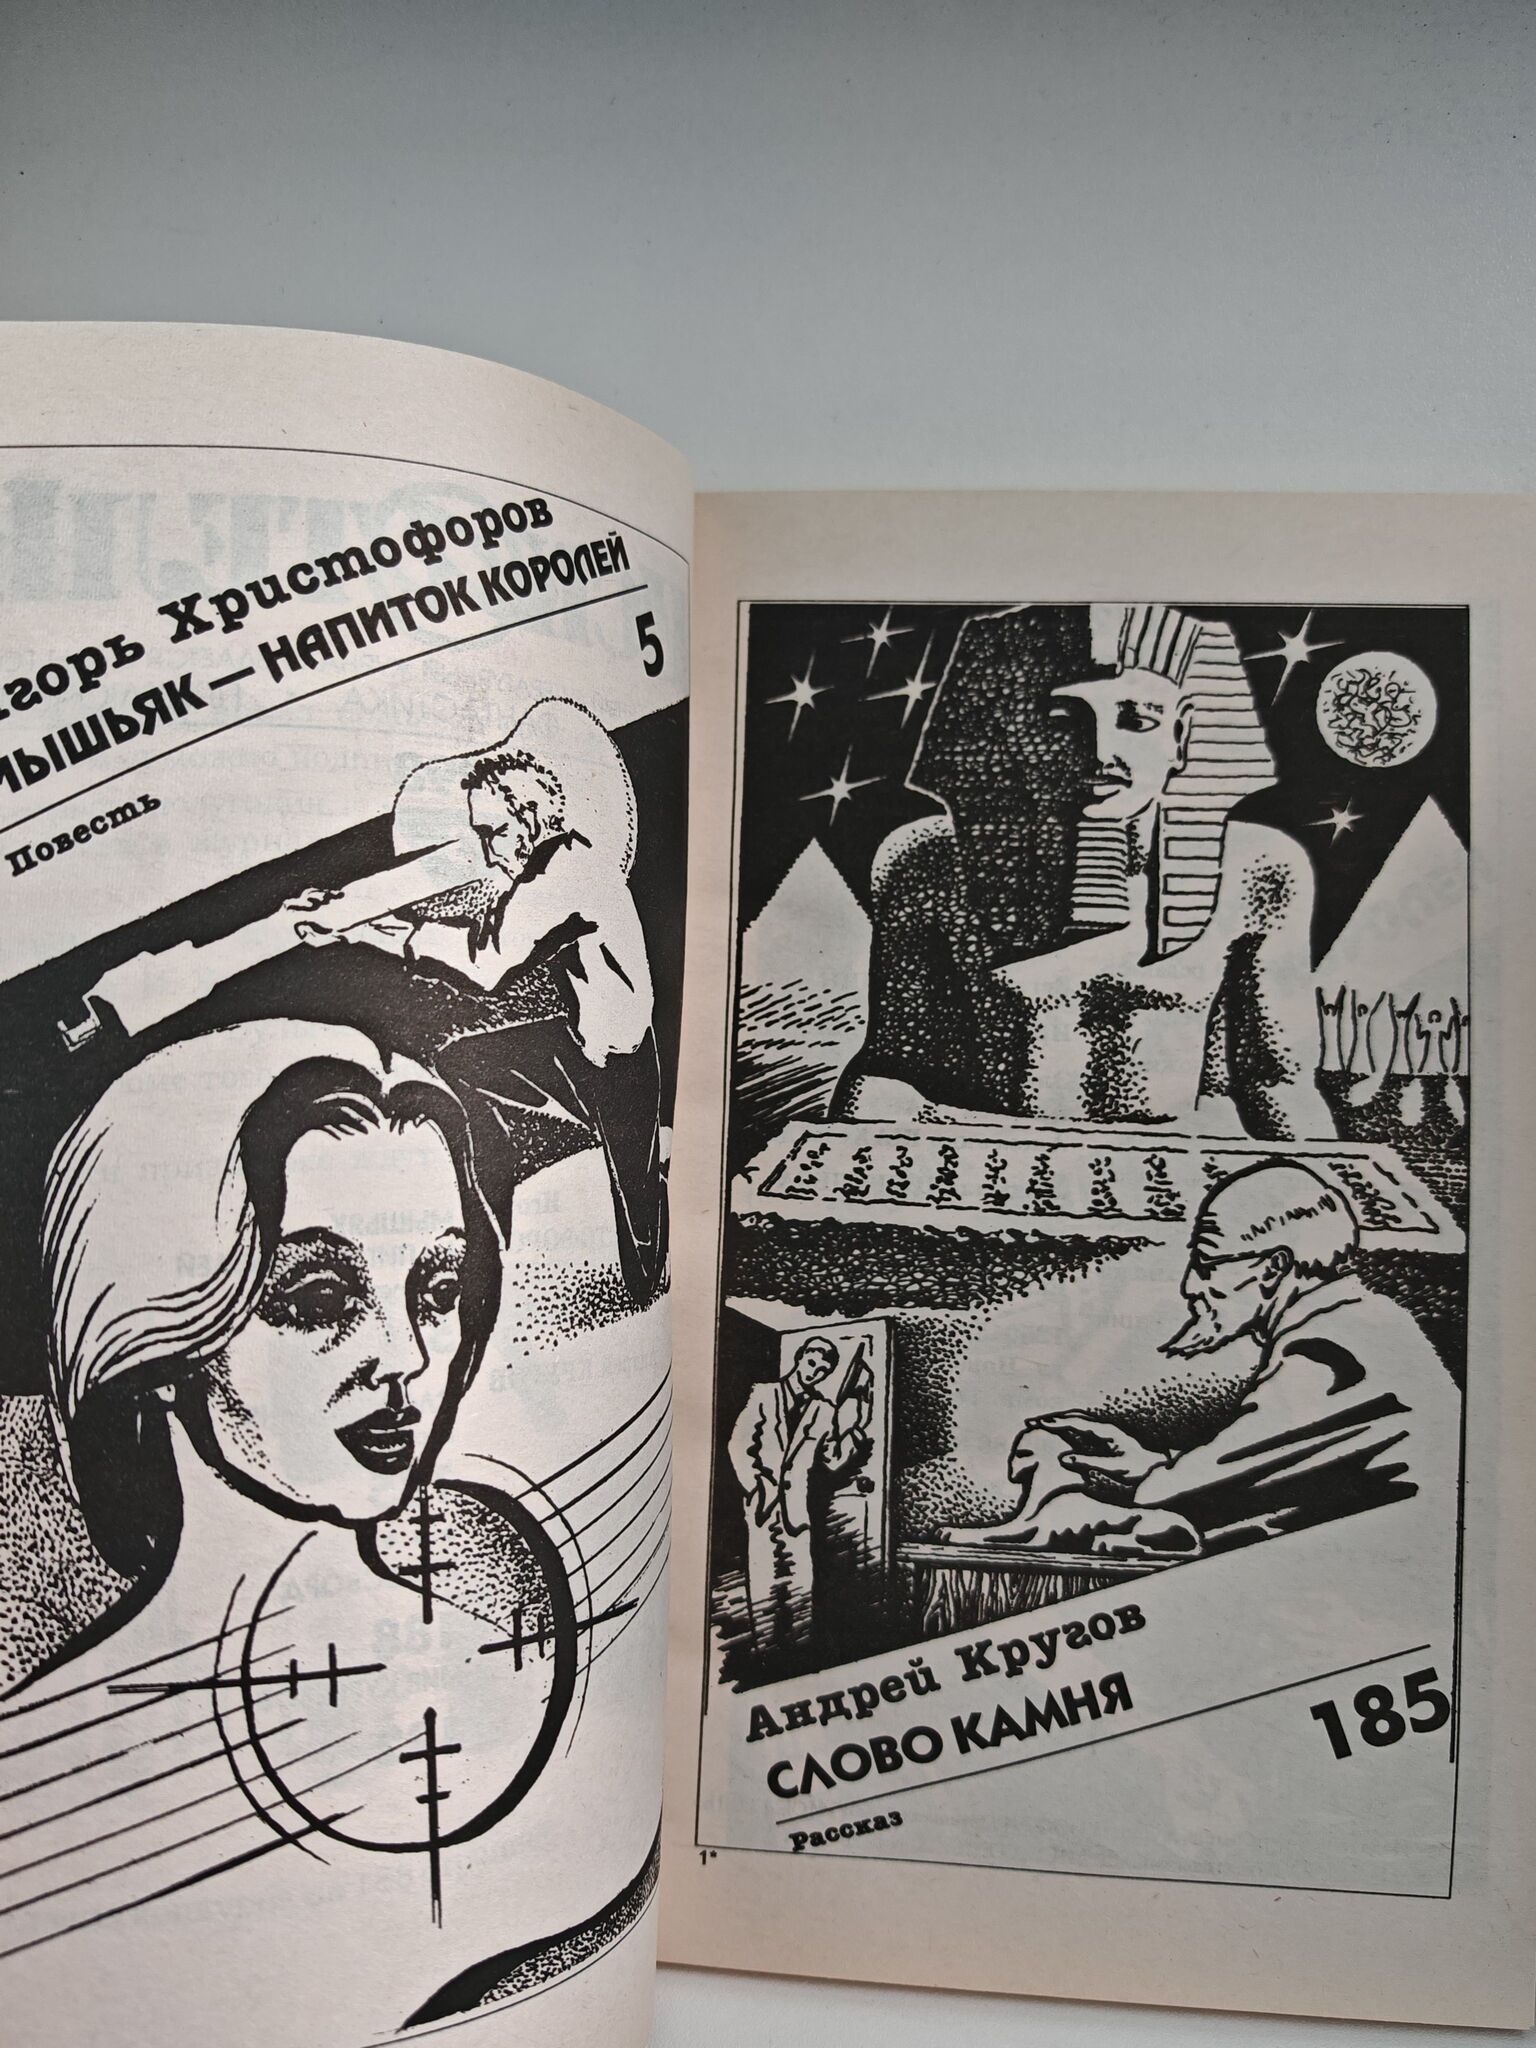 Игорь Христофоров
МЫШЬЯК — НАПИТОК КОРОЛЕЙ
5
Повесть
Андрей Кругов
СЛОВО КАМНЯ
185
Рассказ
1*